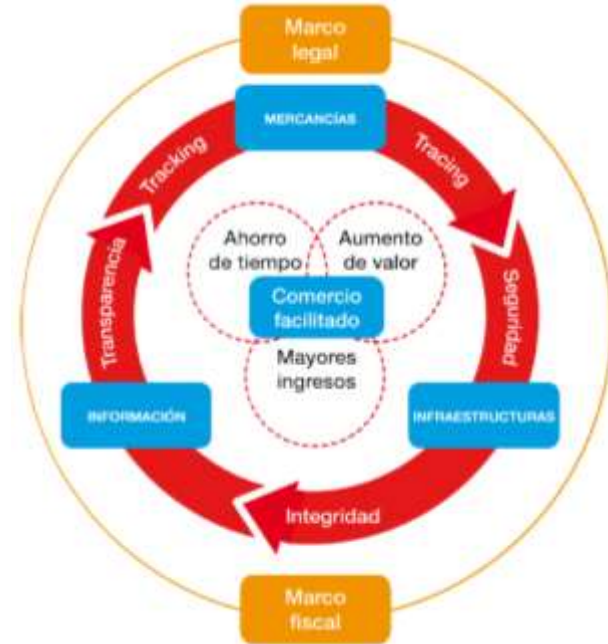 Marco
legal
MERCANCÍAS
Tracking
Tracing
Ahorro
de tiempo
Aumento
de valor
Transparencia
Seguridad
Comercio
facilitado
Mayores
ingresos
INFORMACIÓN
INFRAESTRUCTURAS
Integridad
Marco
fiscal